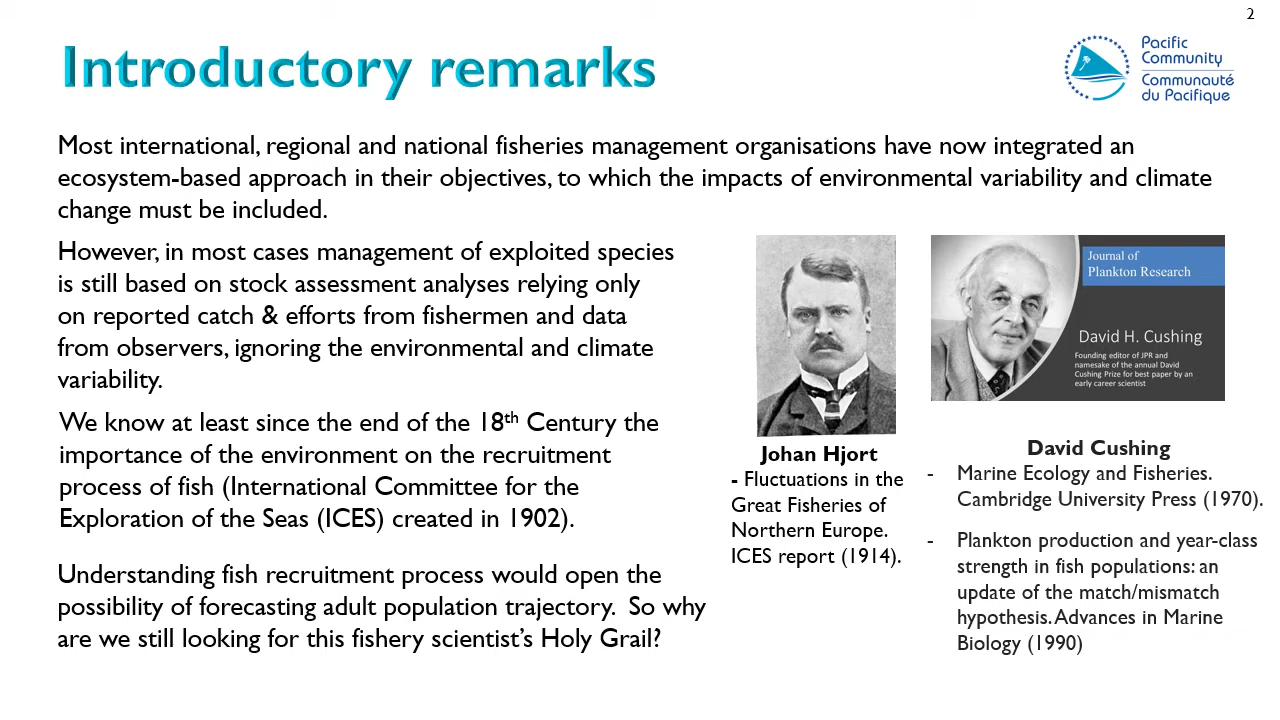 2
Introductory remarks
Pacific
Community
Communauté
du Pacifique
Most international, regional and national fisheries management organisations have now integrated an
ecosystem-based approach in their objectives, to which the impacts of environmental variability and climate
change must be included.
However, in most cases management of exploited species
is still based on stock assessment analyses relying only
on reported catch & efforts from fishermen and data
from observers, ignoring the environmental and climate
variability.
We know at least since the end of the 18th Century the
importance of the environment on the recruitment
process of fish (International Committee for the
Exploration of the Seas (ICES) created in 1902).
Understanding fish recruitment process would open the
possibility of forecasting adult population trajectory. So why
are we still looking for this fishery scientist’s Holy Grail?
Johan Hjort
- Fluctuations in the
Great Fisheries of
Northern Europe.
ICES report (1914).
Journal of
Plankton Research
David H. Cushing
Founding editor of JPR and
namesake of the annual David
Cushing Prize for best paper by an
early career scientist
David Cushing
- Marine Ecology and Fisheries.
Cambridge University Press (1970).
- Plankton production and year-class
strength in fish populations: an
update of the match/mismatch
hypothesis. Advances in Marine
Biology (1990)